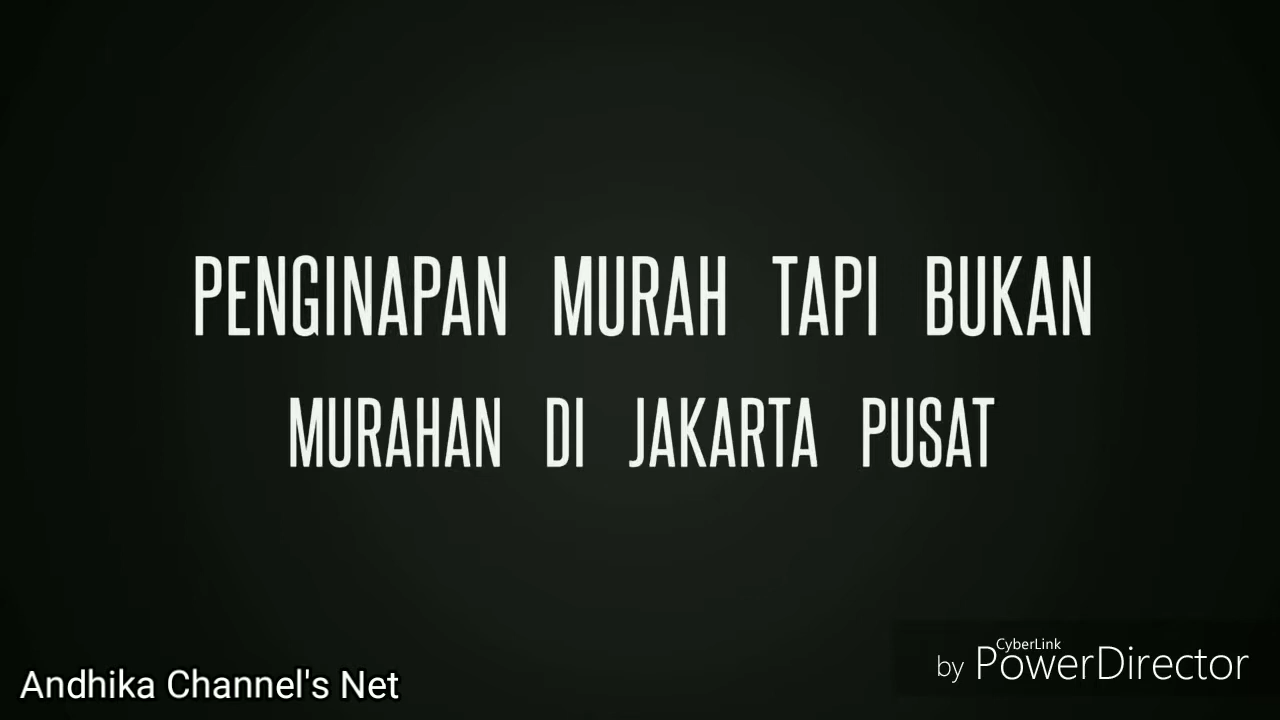 PENGINAPAN MURAH TAPI BUKAN
MURAHAN DI JAKARTA PUSAT
Andhika Channel's Net
CyberLink
by PowerDirector